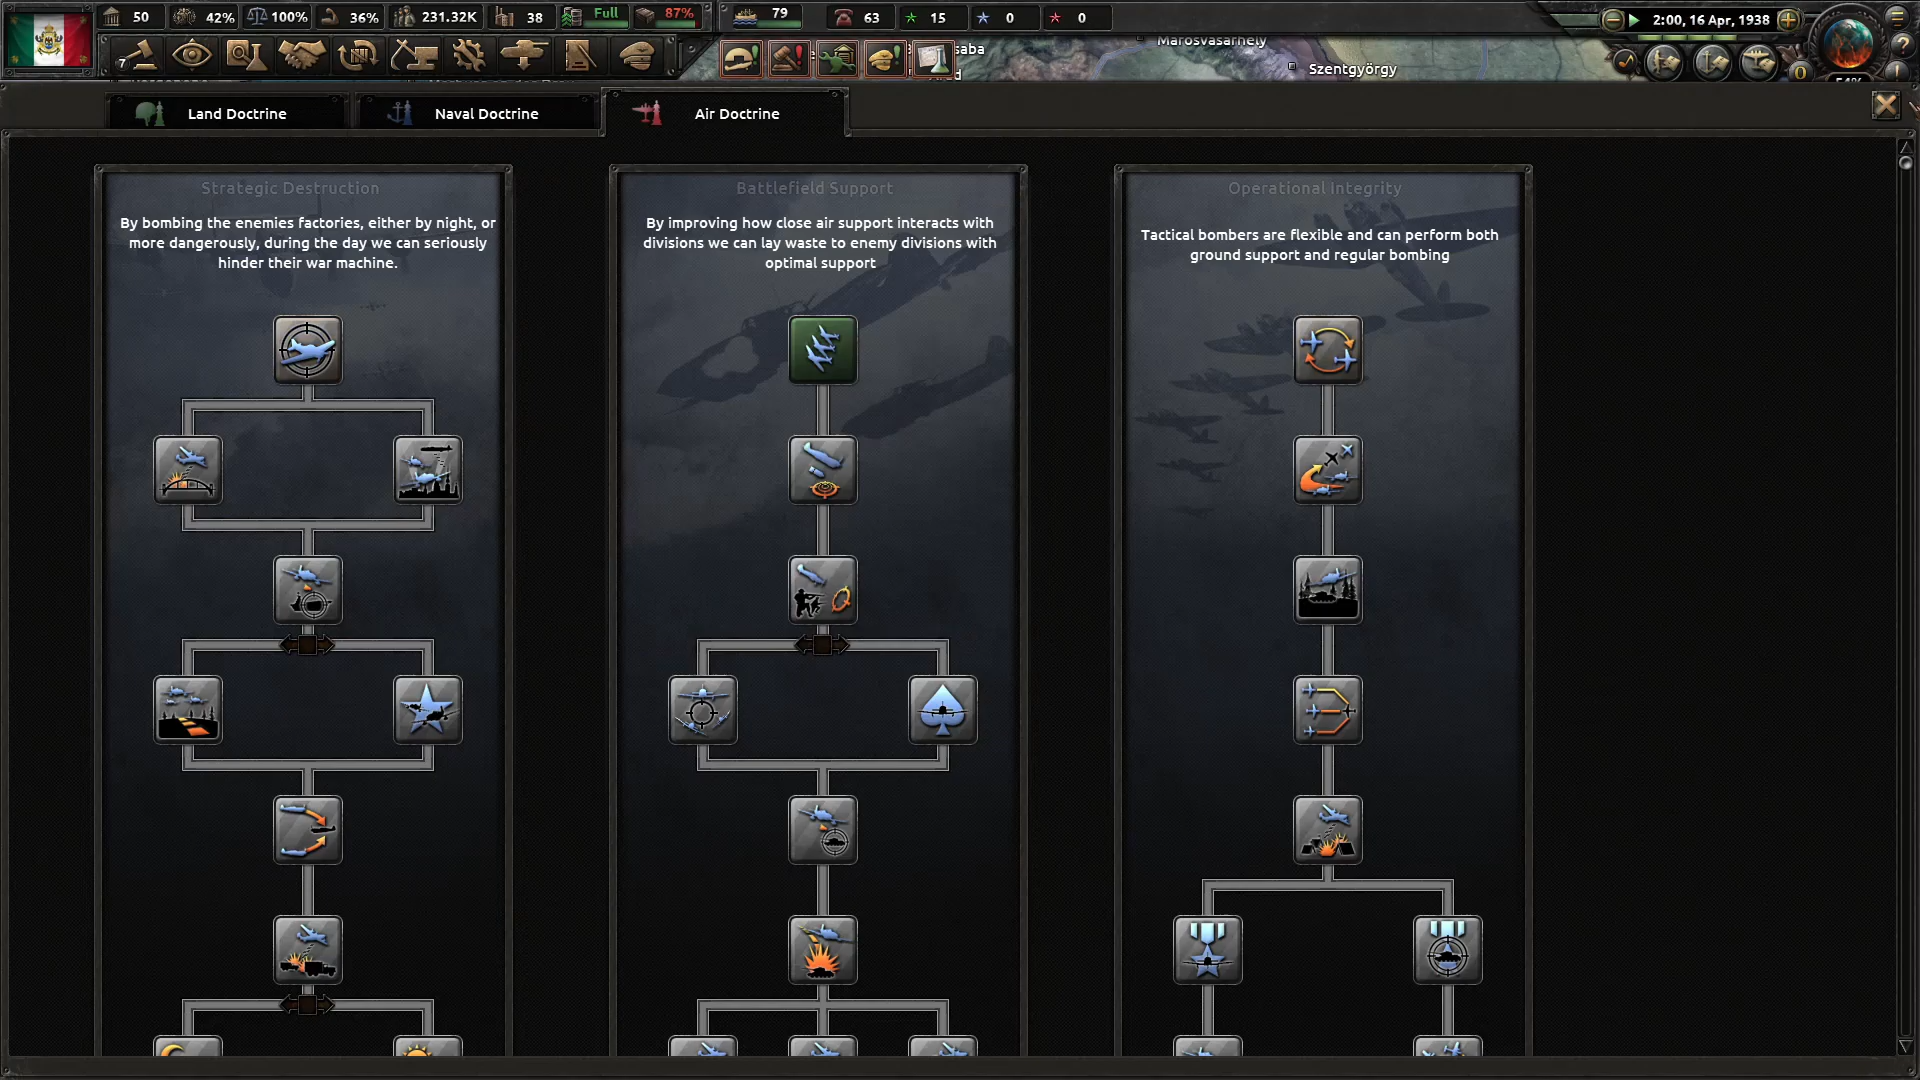 50
42%
100%
36%
231.32K
38
Full
87%
79
63
15
0
0
2:00, 16 Apr, 1938
7
saba
d
Marosvásárhely
Szentgyörgy
0
54%
Land Doctrine
Naval Doctrine
Air Doctrine
Strategic Destruction
By bombing the enemies factories, either by night, or
more dangerously, during the day we can seriously
hinder their war machine.
Battlefield Support
By improving how close air support interacts with
divisions we can lay waste to enemy divisions with
optimal support
Operational Integrity
Tactical bombers are flexible and can perform both
ground support and regular bombing